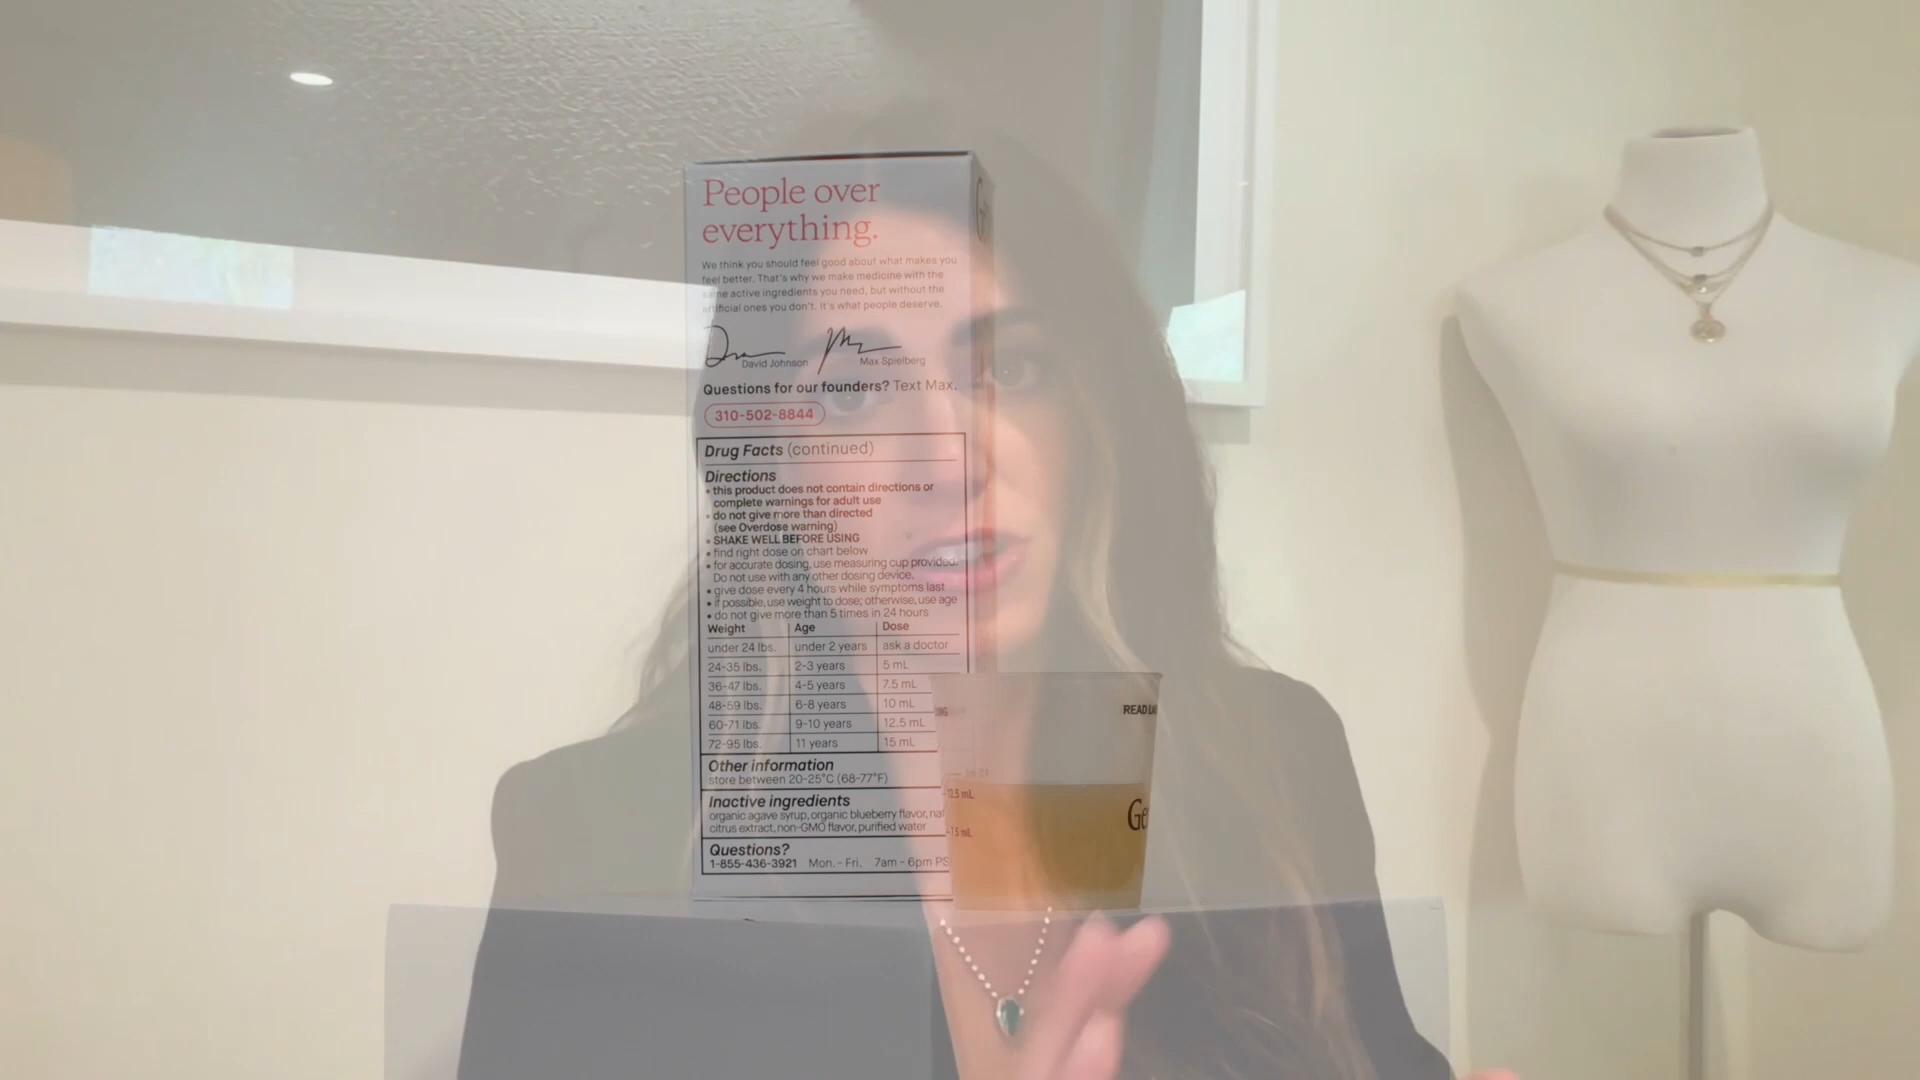 People over
everything.
We think you should feel good about what makes you
feel better. That's why we make medicine with the
same active ingredients you need, but without the
artificial ones you don't. It's what people deserve.
David Johnson
Max Spielberg
Questions for our founders? Text Max.
310-502-8844
Drug Facts (continued)
Directions
• this product does not contain directions or
complete warnings for adult use
• do not give more than directed
(see Overdose warning)
• SHAKE WELL BEFORE USING
• find right dose on chart below
• for accurate dosing, use measuring cup provided.
Do not use with any other dosing device.
• give dose every 4 hours while symptoms last
• if possible, use weight to dose; otherwise, use age
• do not give more than 5 times in 24 hours
Weight Age Dose
under 24 lbs. under 2 years ask a doctor
24-35 lbs. 2-3 years 5 mL
36-47 lbs. 4-5 years 7.5 mL
48-59 lbs. 6-8 years 10 mL
60-71 lbs. 9-10 years 12.5 mL
72-95 lbs. 11 years 15 mL
Other information
store between 20-25°C (68-77°F)
Inactive ingredients
organic agave syrup, organic blueberry flavor, nat
citrus extract, non-GMO flavor, purified water
Questions?
1-855-436-3921 Mon. - Fri. 7am - 6pm PS
READ LA
12.5 mL
7.5 mL
Ge